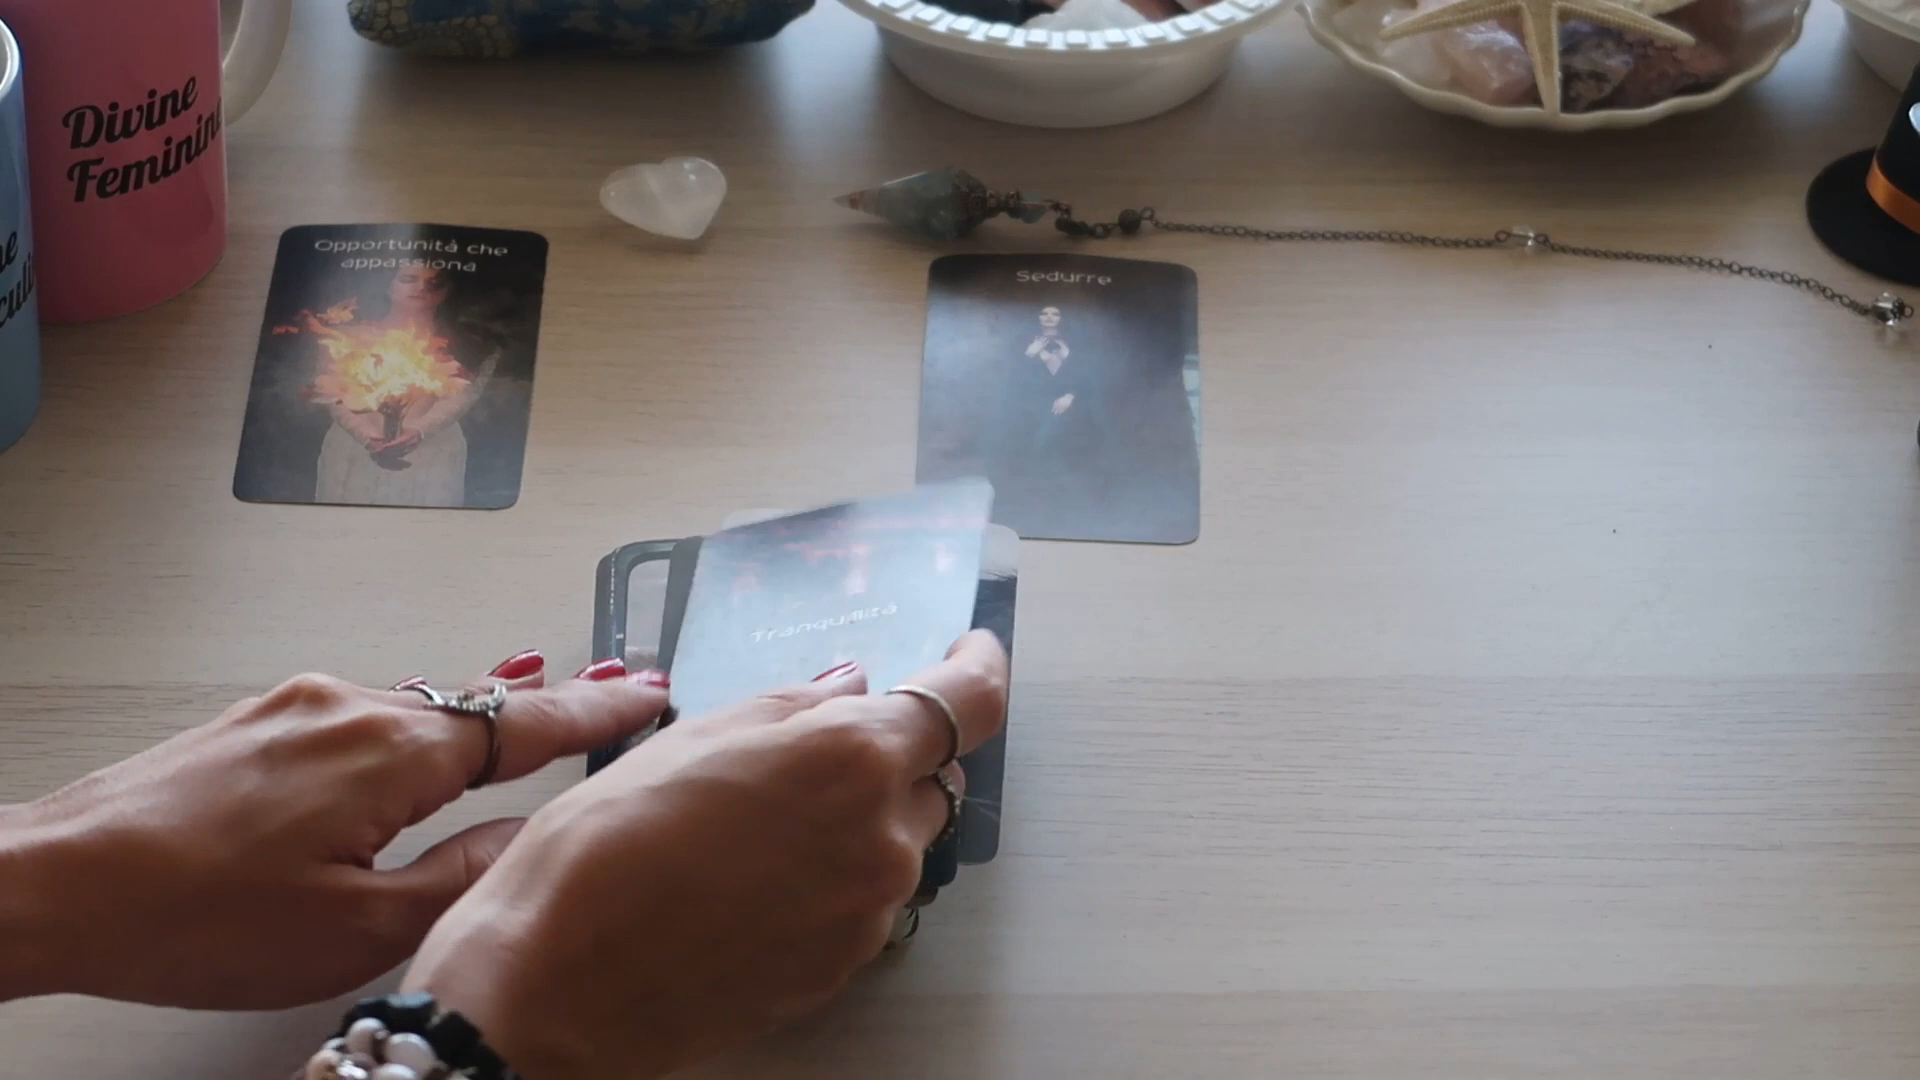 Divine
Feminine
Opportunità che
appassiona
Sedurre
Tranquillità